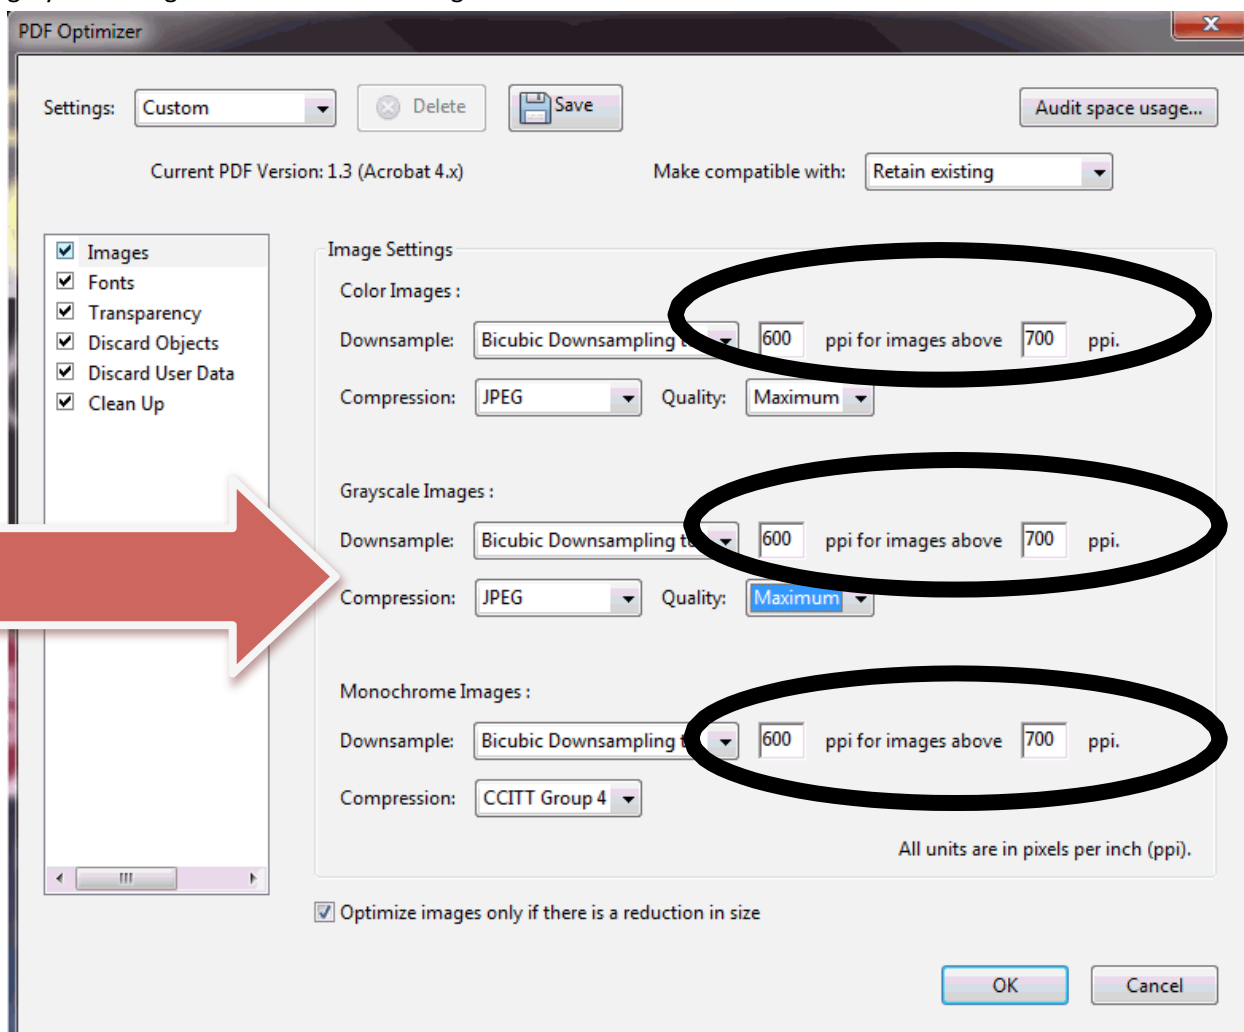 PDF Optimizer
Settings: Custom Delete Save Audit space usage...
Current PDF Version: 1.3 (Acrobat 4.x) Make compatible with: Retain existing
Images
Fonts
Transparency
Discard Objects
Discard User Data
Clean Up
Image Settings
Color Images :
Downsample: Bicubic Downsampling 600 ppi for images above 700 ppi.
Compression: JPEG Quality: Maximum
Grayscale Images :
Downsample: Bicubic Downsampling 600 ppi for images above 700 ppi.
Compression: JPEG Quality: Maximum
Monochrome Images :
Downsample: Bicubic Downsampling 600 ppi for images above 700 ppi.
Compression: CCITT Group 4
All units are in pixels per inch (ppi).
Optimize images only if there is a reduction in size
OK Cancel